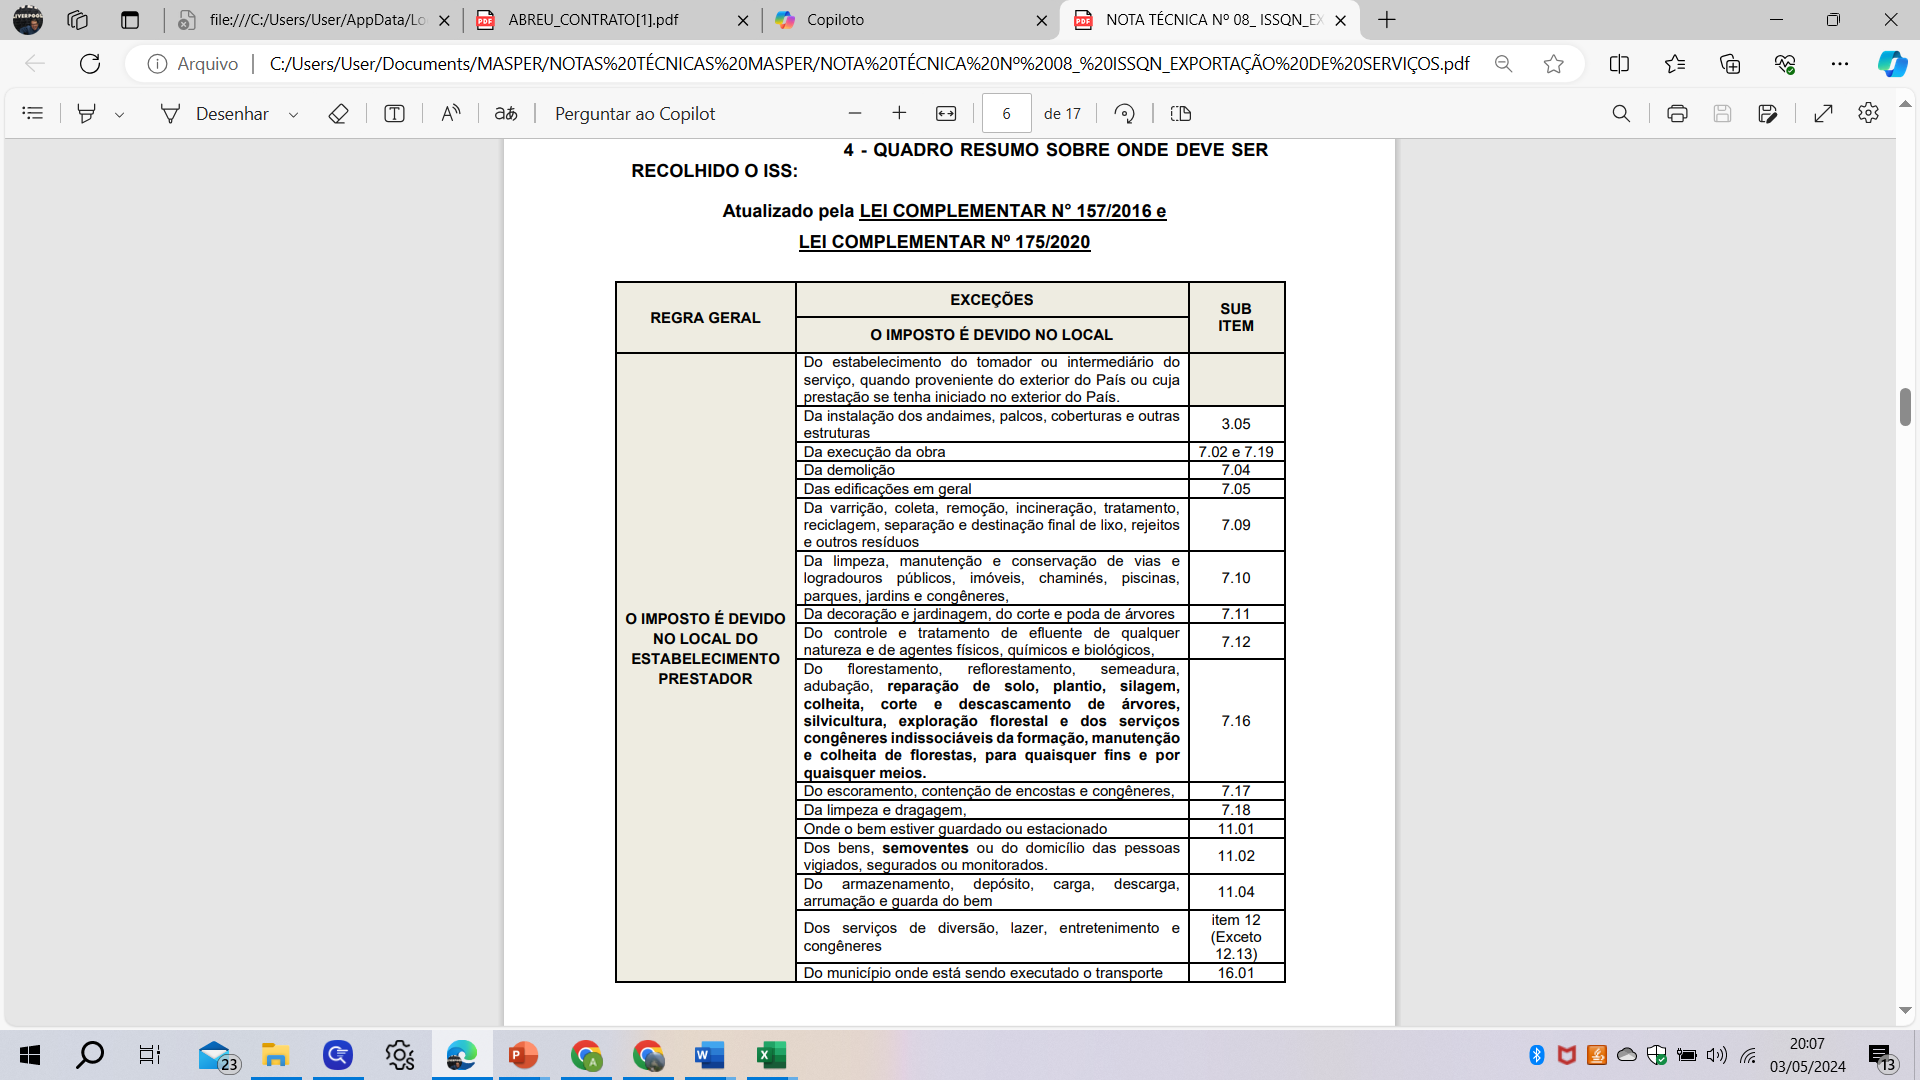 file:///C:/Users/User/AppData/Lo
ABREU_CONTRATO[1].pdf
Copiloto
NOTA TÉCNICA Nº 08_ ISSQN_EX
Arquivo
C:/Users/User/Documents/MASPER/NOTAS%20TÉCNICAS%20MASPER/NOTA%20TÉCNICA%20Nº%2008_%20ISSQN_EXPORTAÇÃO%20DE%20SERVIÇOS.pdf
Desenhar
Perguntar ao Copilot
6
de 17
4 - QUADRO RESUMO SOBRE ONDE DEVE SER
RECOLHIDO O ISS:
Atualizado pela LEI COMPLEMENTAR N° 157/2016 e
LEI COMPLEMENTAR Nº 175/2020
REGRA GERAL
EXCEÇÕES
O IMPOSTO É DEVIDO NO LOCAL
SUB
ITEM
O IMPOSTO É DEVIDO
NO LOCAL DO
ESTABELECIMENTO
PRESTADOR
Do estabelecimento do tomador ou intermediário do
serviço, quando proveniente do exterior do País ou cuja
prestação se tenha iniciado no exterior do País.
Da instalação dos andaimes, palcos, coberturas e outras
estruturas
3.05
Da execução da obra
7.02 e 7.19
Da demolição
7.04
Das edificações em geral
7.05
Da varrição, coleta, remoção, incineração, tratamento,
reciclagem, separação e destinação final de lixo, rejeitos
e outros resíduos
7.09
Da limpeza, manutenção e conservação de vias e
logradouros públicos, imóveis, chaminés, piscinas,
parques, jardins e congêneres,
7.10
Da decoração e jardinagem, do corte e poda de árvores
7.11
Do controle e tratamento de efluente de qualquer
natureza e de agentes físicos, químicos e biológicos,
7.12
Do florestamento, reflorestamento, semeadura,
adubação, reparação de solo, plantio, silagem,
colheita, corte e descascamento de árvores,
silvicultura, exploração florestal e dos serviços
congêneres indissociáveis da formação, manutenção
e colheita de florestas, para quaisquer fins e por
quaisquer meios.
7.16
Do escoramento, contenção de encostas e congêneres,
7.17
Da limpeza e dragagem,
7.18
Onde o bem estiver guardado ou estacionado
11.01
Dos bens, semoventes ou do domicílio das pessoas
vigiados, segurados ou monitorados.
11.02
Do armazenamento, depósito, carga, descarga,
arrumação e guarda do bem
11.04
Dos serviços de diversão, lazer, entretenimento e
congêneres
item 12
(Exceto
12.13)
Do município onde está sendo executado o transporte
16.01
23
20:07
03/05/2024
13